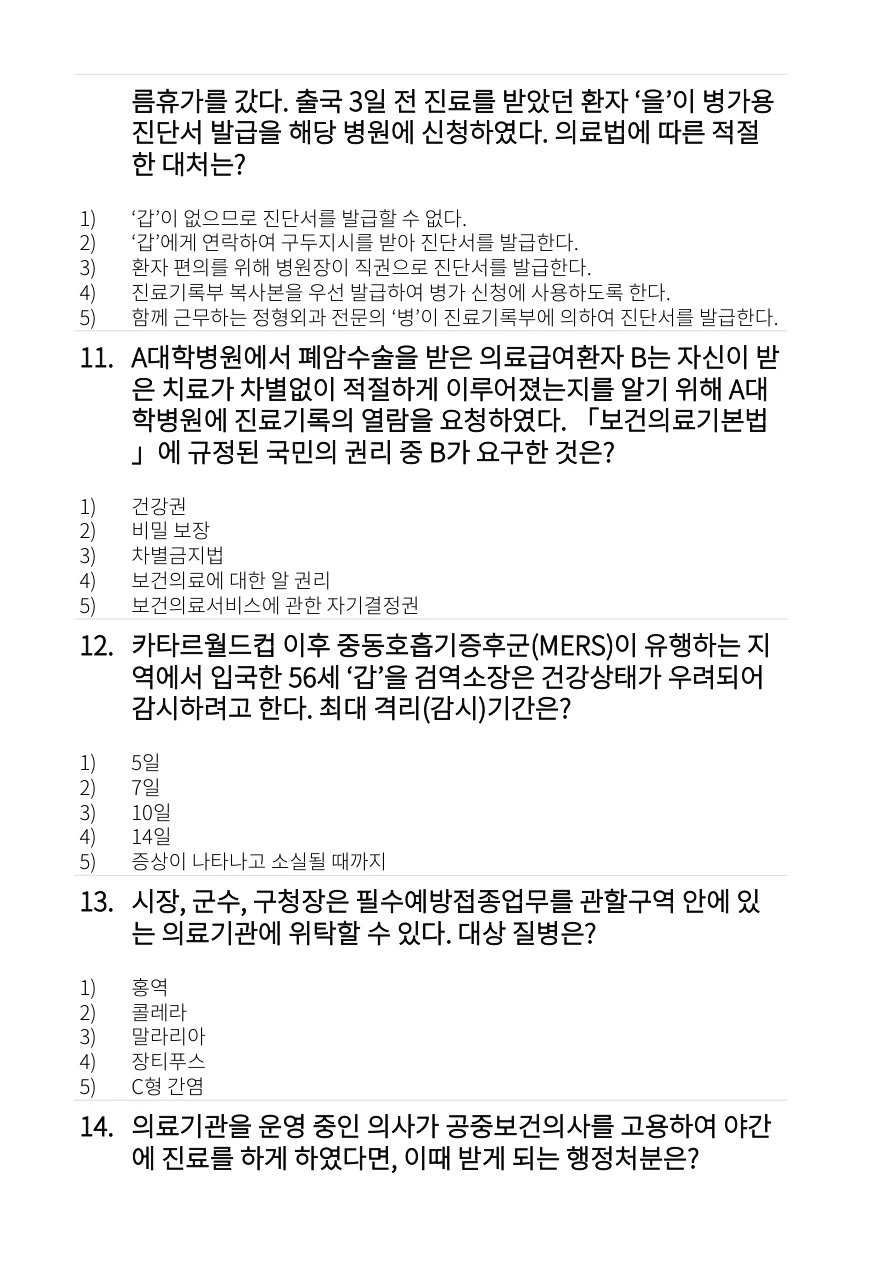 름휴가를 갔다. 출국 3일 전 진료를 받았던 환자 ‘을’이 병가용
진단서 발급을 해당 병원에 신청하였다. 의료법에 따른 적절
한 대처는?
1) ‘갑’이 없으므로 진단서를 발급할 수 없다.
2) ‘갑’에게 연락하여 구두지시를 받아 진단서를 발급한다.
3) 환자 편의를 위해 병원장이 직권으로 진단서를 발급한다.
4) 진료기록부 복사본을 우선 발급하여 병가 신청에 사용하도록 한다.
5) 함께 근무하는 정형외과 전문의 ‘병’이 진료기록부에 의하여 진단서를 발급한다.
11. A대학병원에서 폐암수술을 받은 의료급여환자 B는 자신이 받
은 치료가 차별없이 적절하게 이루어졌는지를 알기 위해 A대
학병원에 진료기록의 열람을 요청하였다. 「보건의료기본법
」에 규정된 국민의 권리 중 B가 요구한 것은?
1) 건강권
2) 비밀 보장
3) 차별금지법
4) 보건의료에 대한 알 권리
5) 보건의료서비스에 관한 자기결정권
12. 카타르월드컵 이후 중동호흡기증후군(MERS)이 유행하는 지
역에서 입국한 56세 ‘갑’을 검역소장은 건강상태가 우려되어
감시하려고 한다. 최대 격리(감시)기간은?
1) 5일
2) 7일
3) 10일
4) 14일
5) 증상이 나타나고 소실될 때까지
13. 시장, 군수, 구청장은 필수예방접종업무를 관할구역 안에 있
는 의료기관에 위탁할 수 있다. 대상 질병은?
1) 홍역
2) 콜레라
3) 말라리아
4) 장티푸스
5) C형 간염
14. 의료기관을 운영 중인 의사가 공중보건의사를 고용하여 야간
에 진료를 하게 하였다면, 이때 받게 되는 행정처분은?